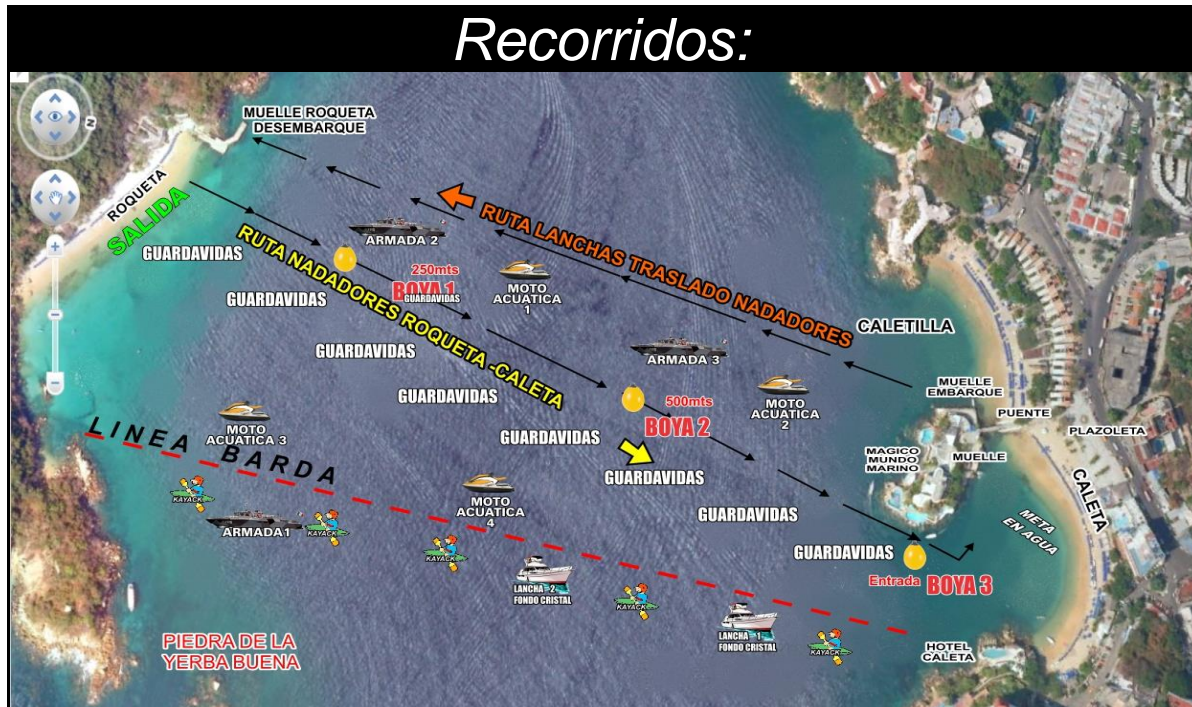 Recorridos:
N
MUELLE ROQUETA
DESEMBARQUE
ROQUETA
SALIDA
GUARDAVIDAS
RUTA NADADORES ROQUETA -CALETA
RUTA LANCHAS TRASLADO NADADORES
ARMADA 2
250mts
BOYA 1
GUARDAVIDAS
MOTO
ACUATICA
1
GUARDAVIDAS
GUARDAVIDAS
GUARDAVIDAS
ARMADA 3
CALETILLA
MOTO
ACUATICA
2
MUELLE
EMBARQUE
PUENTE
PLAZOLETA
500mts
BOYA 2
GUARDAVIDAS
GUARDAVIDAS
MAGICO
MUNDO
MARINO
MUELLE
CALETA
META
EN AGUA
MOTO
ACUATICA 3
LINEA BARDA
MOTO
ACUATICA
4
GUARDAVIDAS
GUARDAVIDAS
Entrada
BOYA 3
KAYACK
ARMADA1
KAYACK
KAYACK
LANCHA 2
FONDO CRISTAL
KAYACK
LANCHA 1
FONDO CRISTAL
KAYACK
HOTEL
CALETA
PIEDRA DE LA
YERBA BUENA